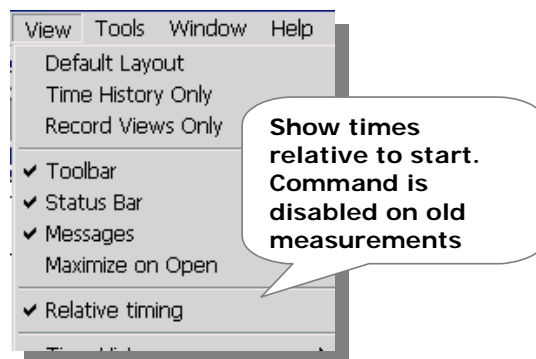 View Tools Window Help
Default Layout
Time History Only
Record Views Only
Toolbar
Status Bar
Messages
Maximize on Open
Relative timing
Show times
relative to start.
Command is
disabled on old
measurements